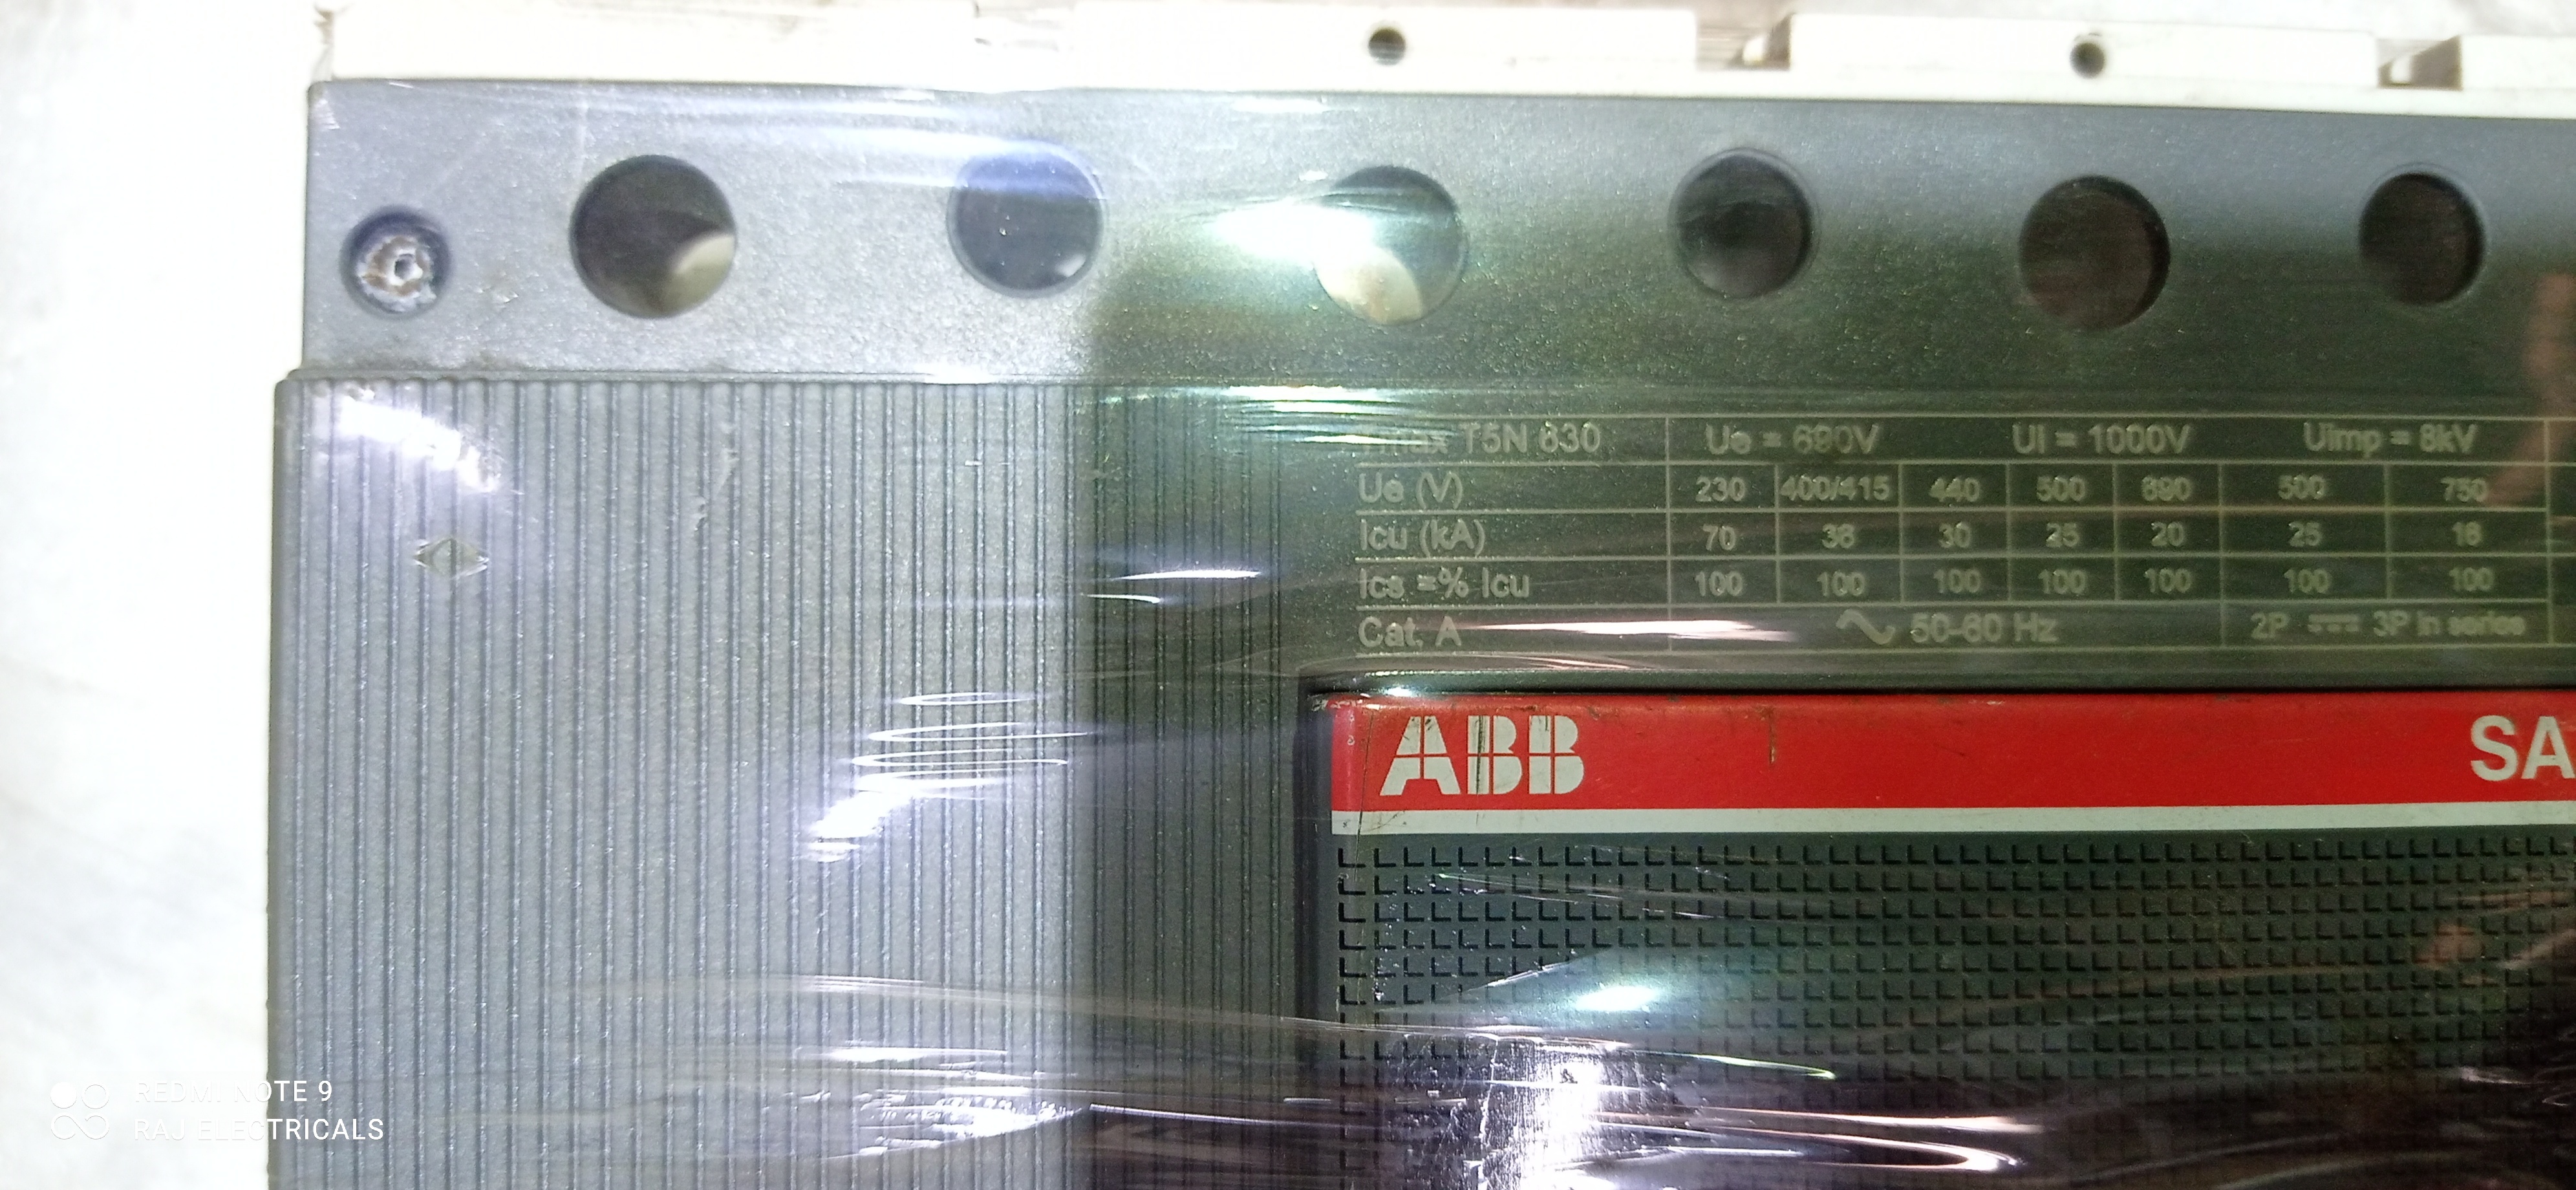 Tmax T5N 630 Ue = 690V Ui = 1000V Uimp = 8kV
Ue (V) 230 400/415 440 500 690 500 750
Icu (kA) 70 36 30 25 20 25 16
Ics =% Icu 100 100 100 100 100 100 100
Cat. A 50-60 Hz 2P 3P in series
ABB SA
REDMI NOTE 9
RAJ ELECTRICALS